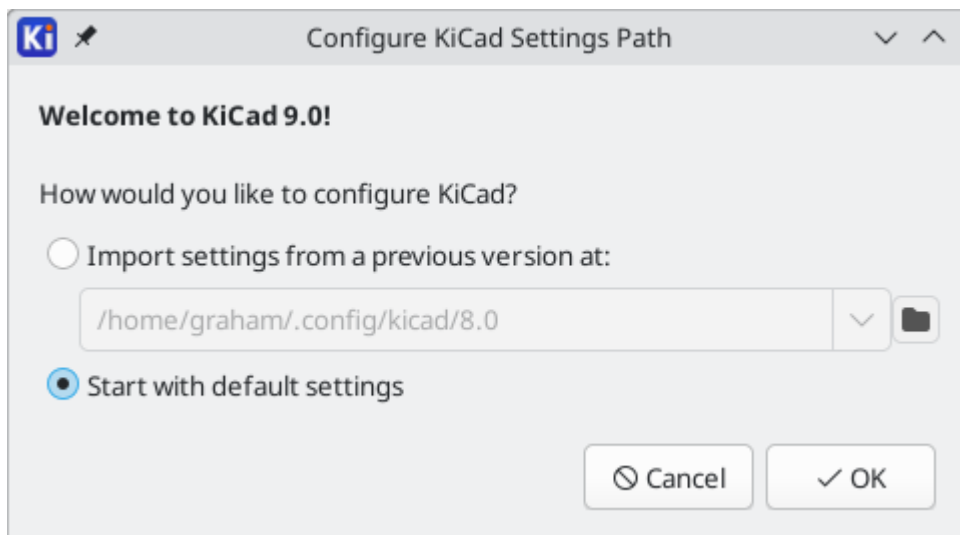 Ki
Configure KiCad Settings Path
Welcome to KiCad 9.0!
How would you like to configure KiCad?
Import settings from a previous version at:
/home/graham/.config/kicad/8.0
Start with default settings
Cancel OK